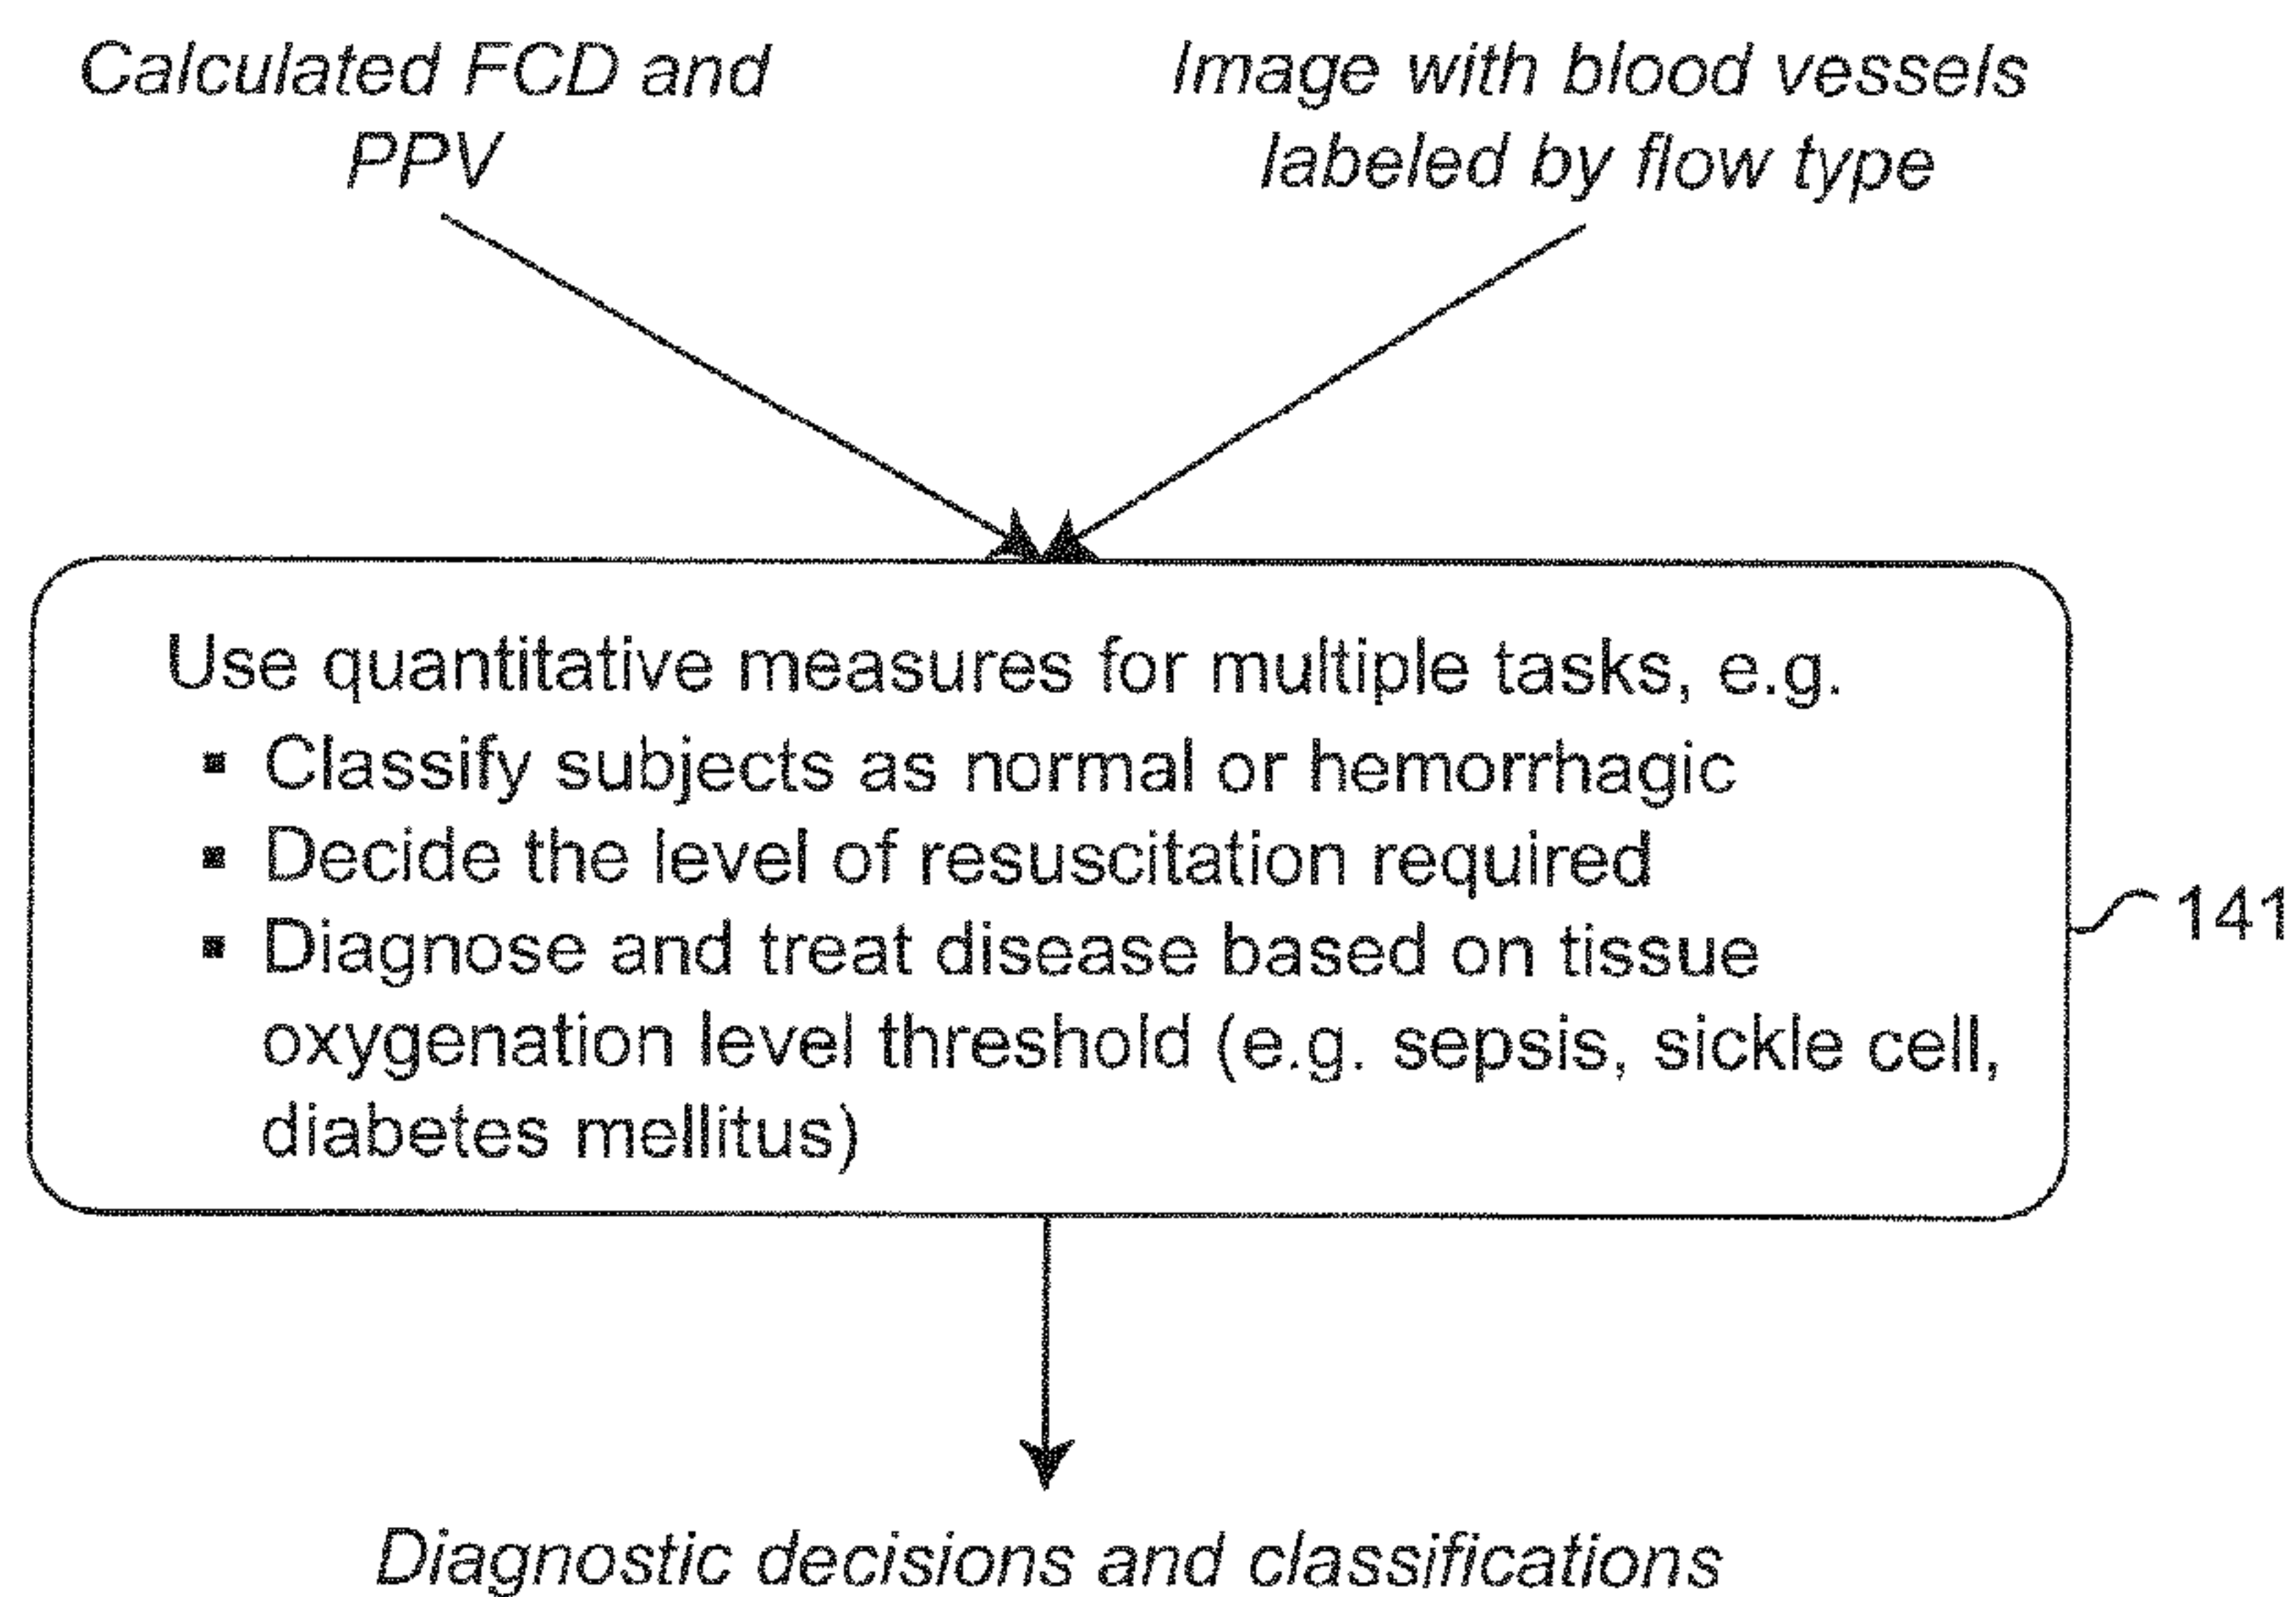 Calculated FCD and
PPV
Image with blood vessels
labeled by flow type
Use quantitative measures for multiple tasks, e.g.
▪ Classify subjects as normal or hemorrhagic
▪ Decide the level of resuscitation required
▪ Diagnose and treat disease based on tissue
oxygenation level threshold (e.g. sepsis, sickle cell,
diabetes mellitus)
141
Diagnostic decisions and classifications